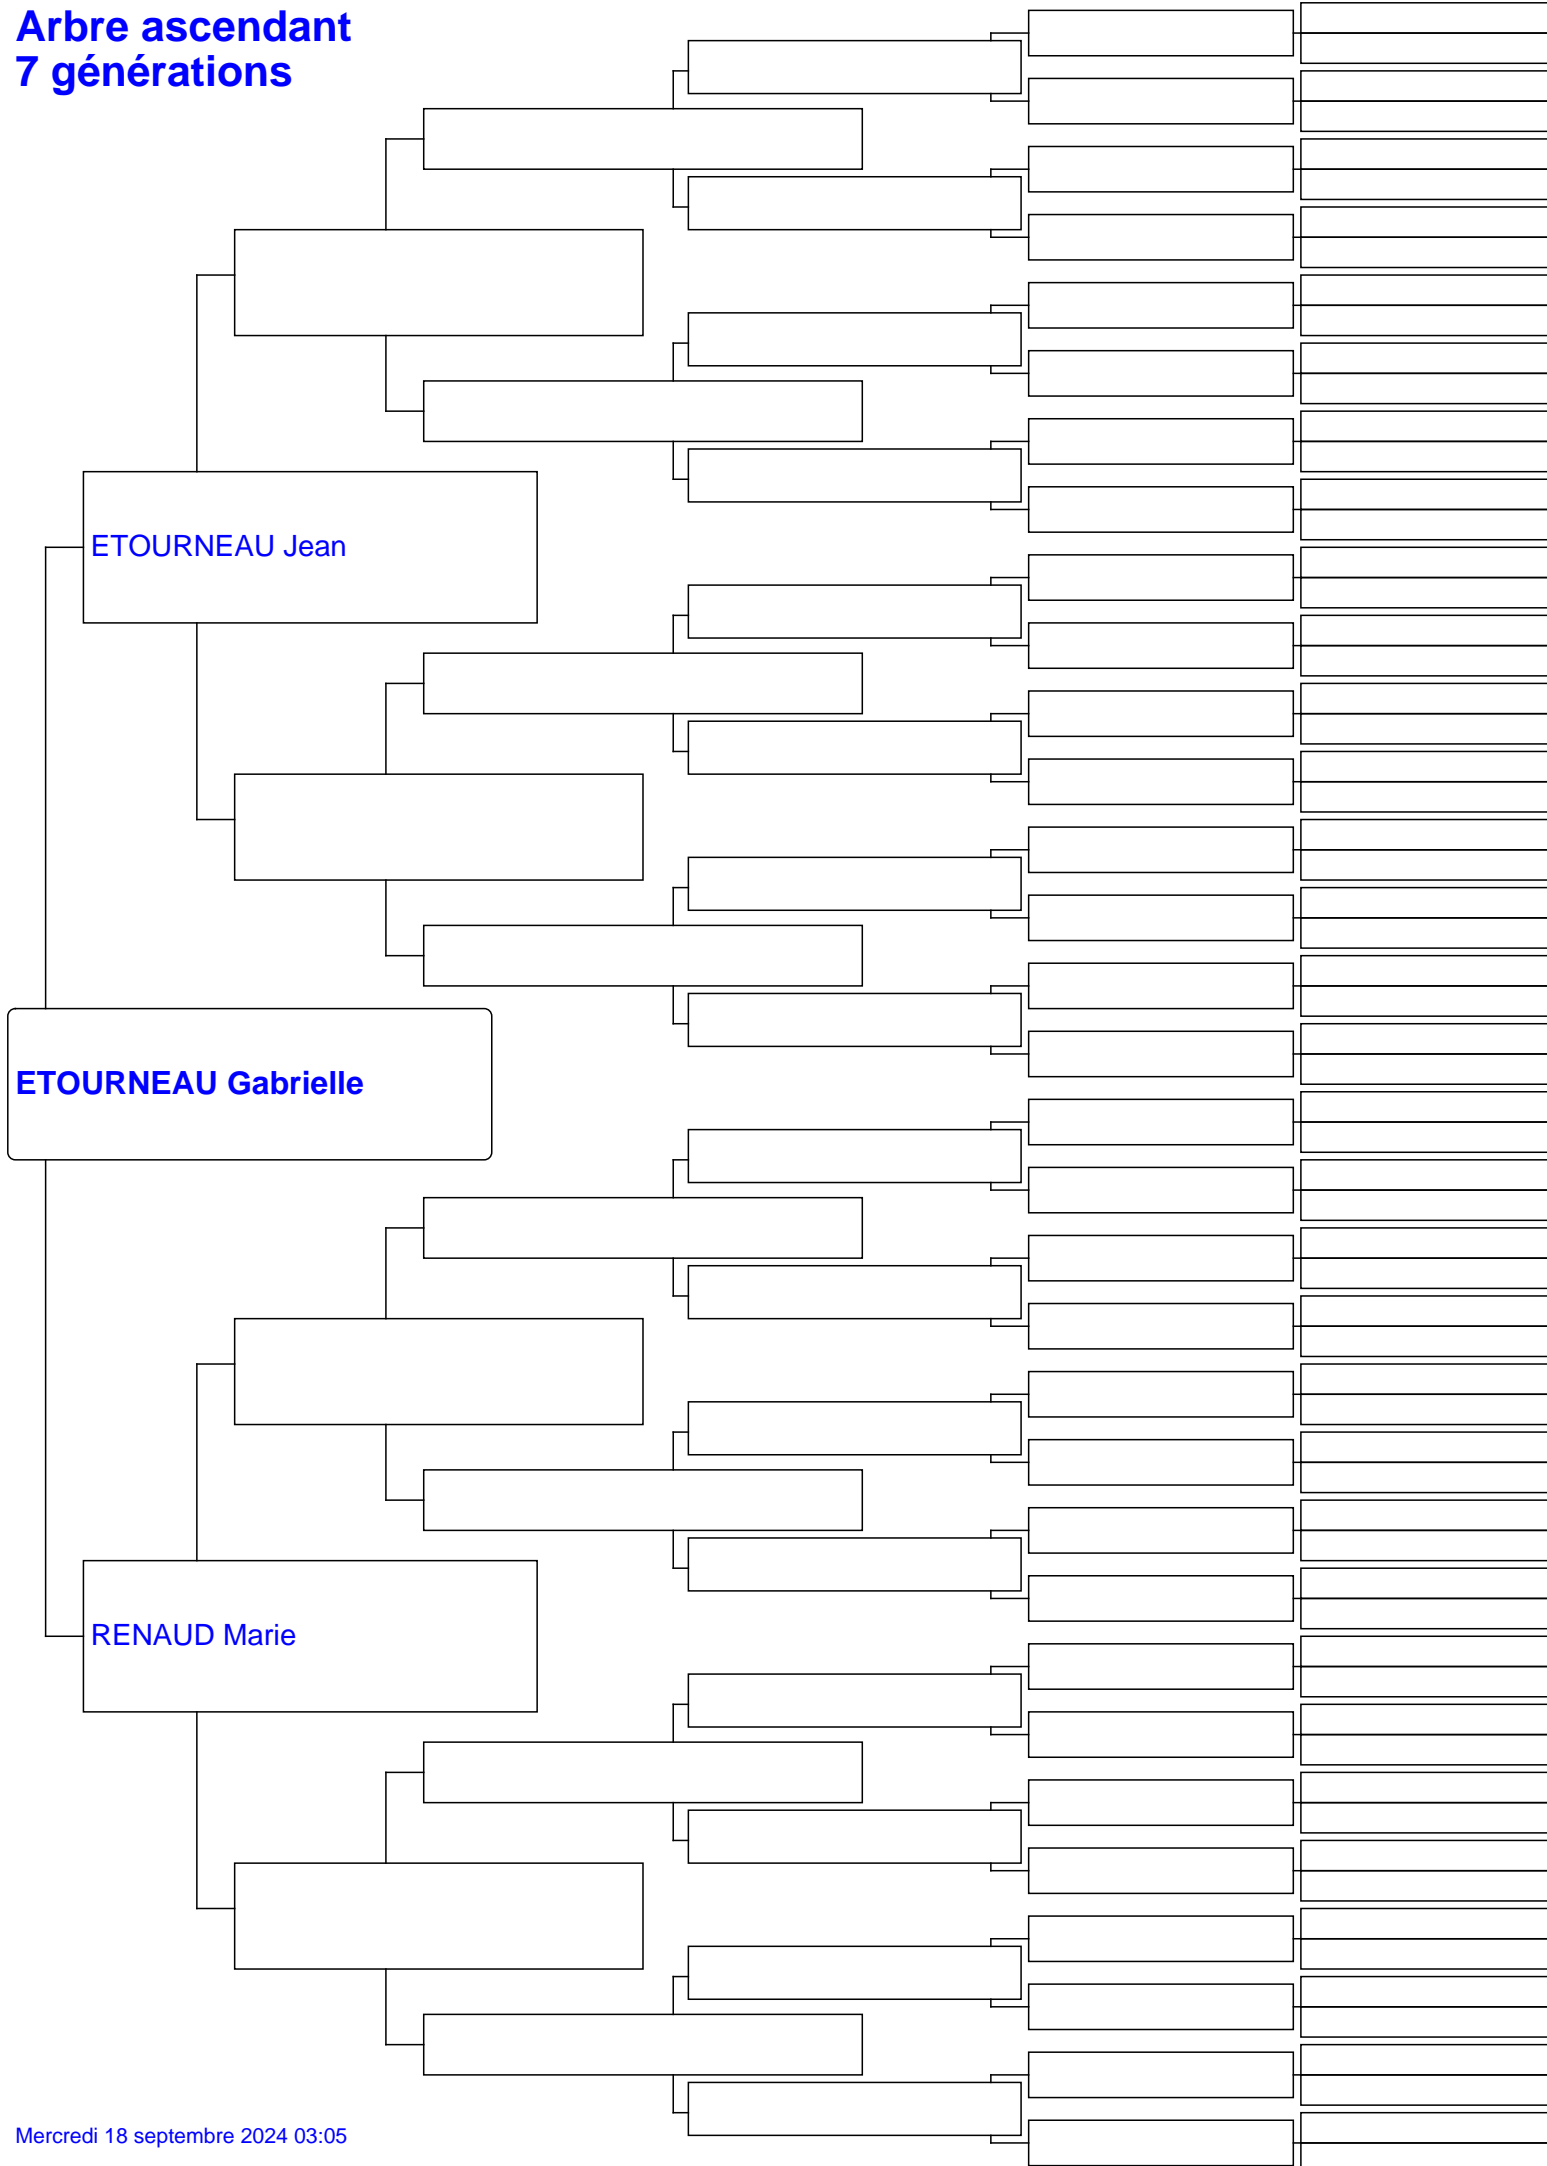 Arbre ascendant
7 générations
ETOURNEAU Jean
ETOURNEAU Gabrielle
RENAUD Marie
Mercredi 18 septembre 2024 03:05